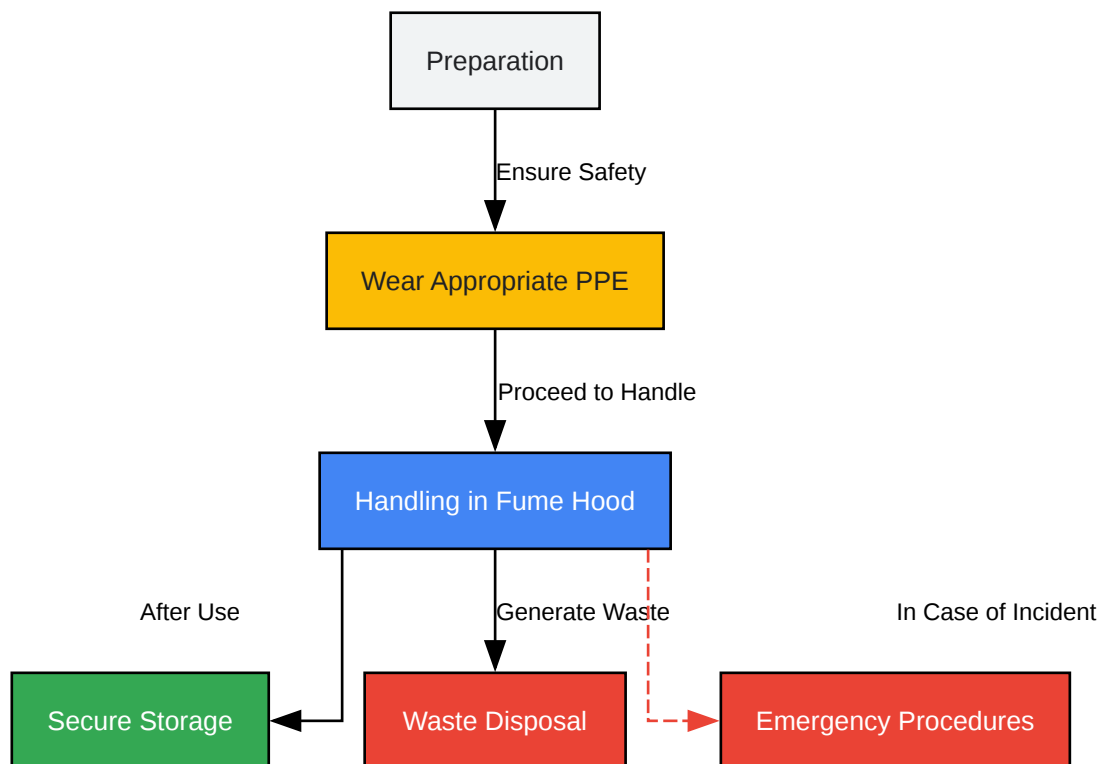 Preparation
Ensure Safety
Wear Appropriate PPE
Proceed to Handle
Handling in Fume Hood
After Use
Generate Waste
In Case of Incident
Secure Storage
Waste Disposal
Emergency Procedures